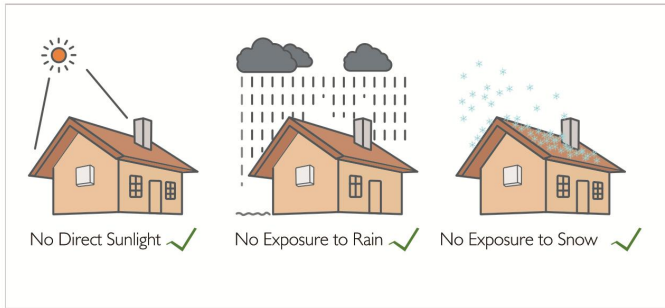 No Direct Sunlight
No Exposure to Rain
No Exposure to Snow